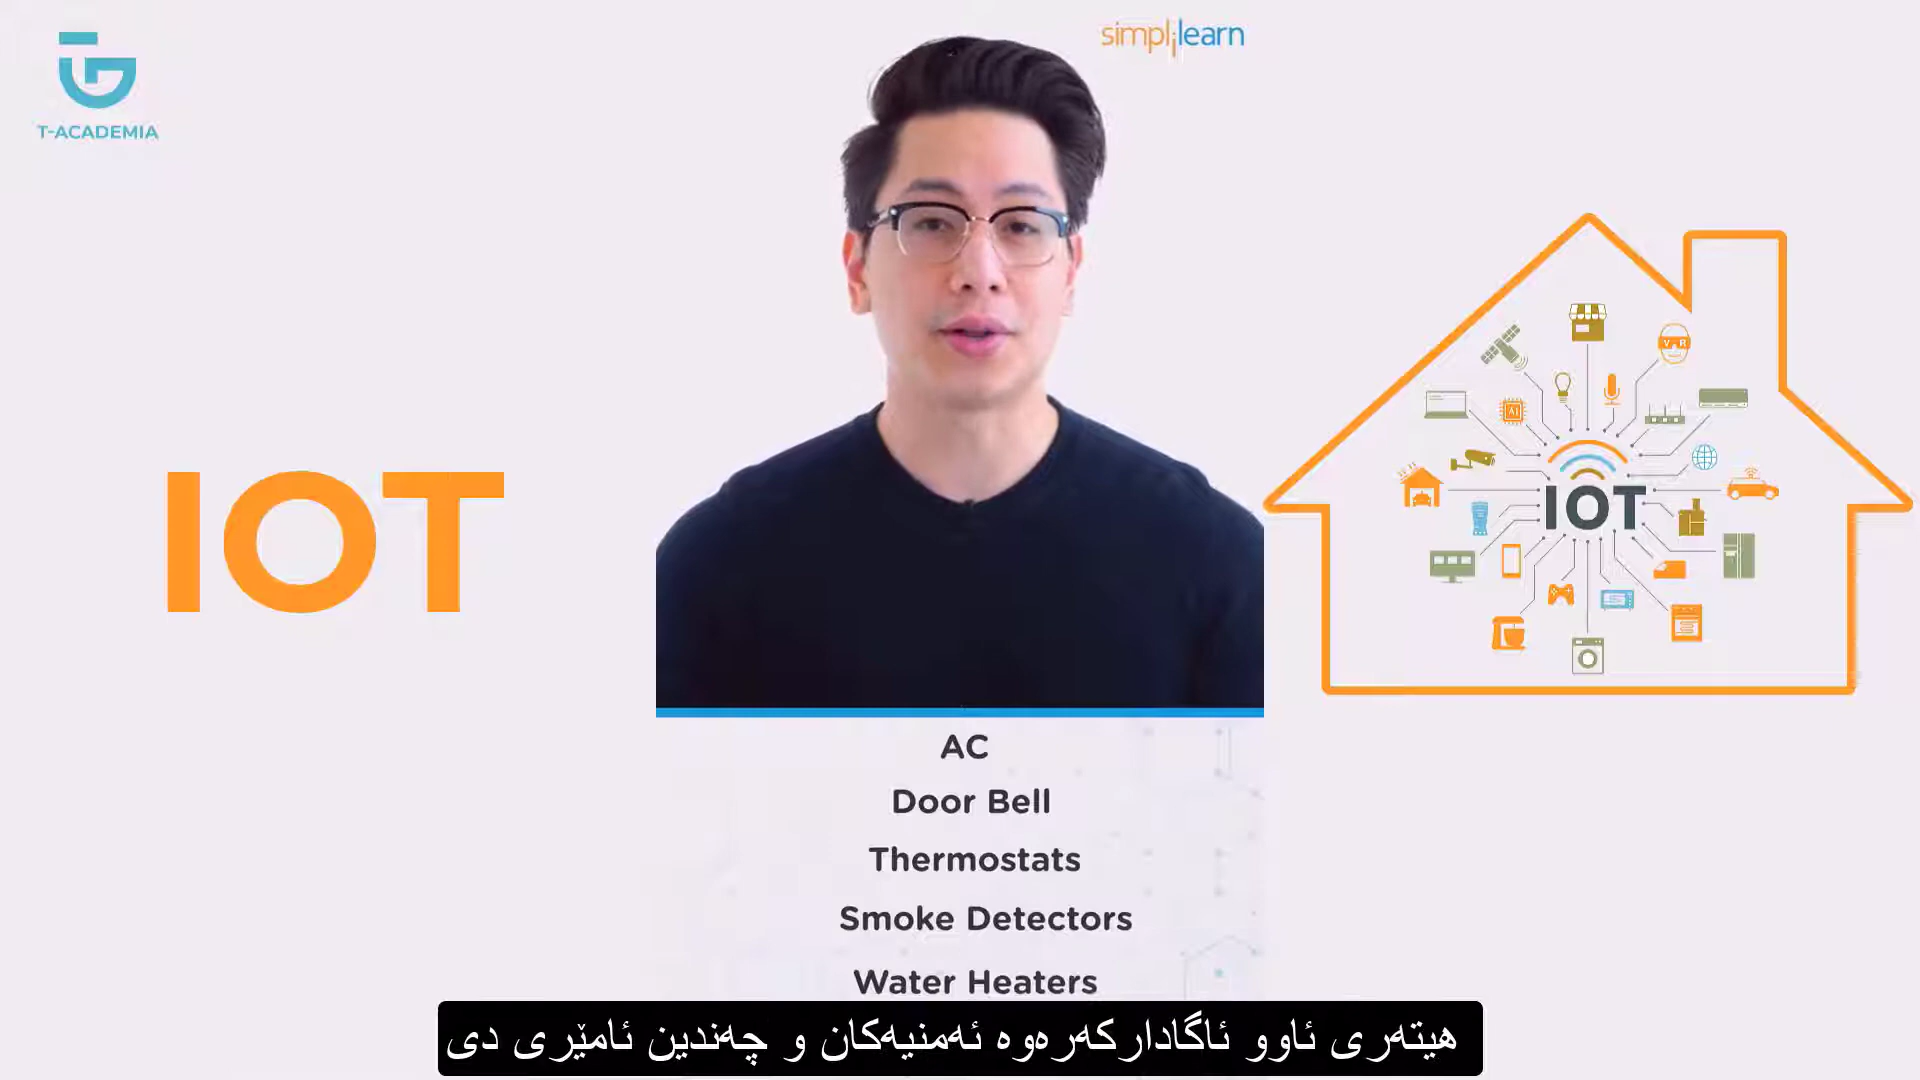 T-ACADEMIA
simplilearn
IOT
V R
AI
IOT
AC
Door Bell
Thermostats
Smoke Detectors
Water Heaters
هیتەری ئاوو ئاگادارکەرەوە ئەمنیەکان و چەندین ئامێری دی